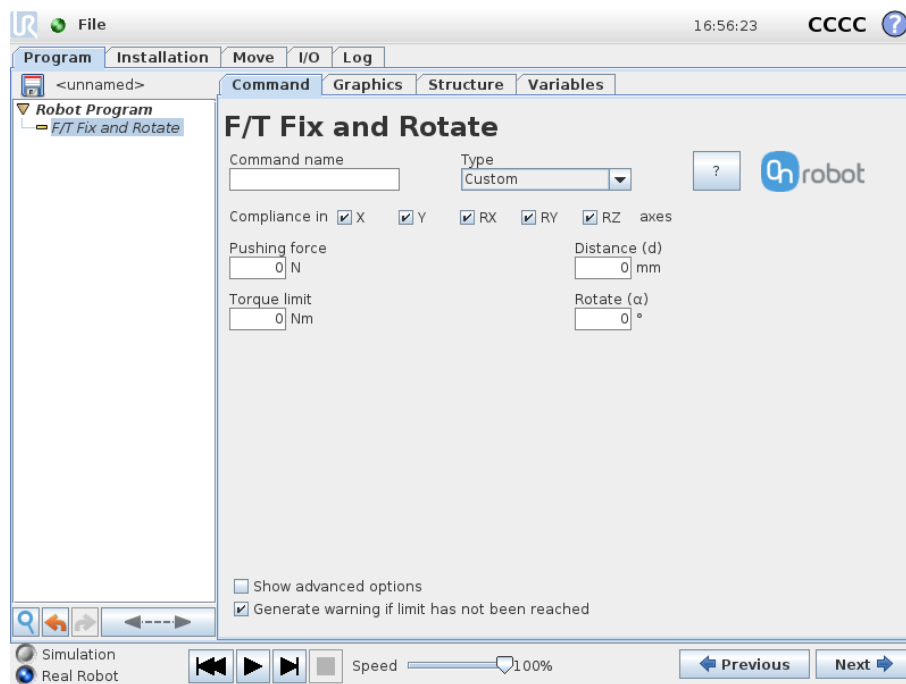 File 16:56:23 CCCC ?
Program Installation Move I/O Log
<unnamed> Command Graphics Structure Variables
Robot Program
F/T Fix and Rotate
F/T Fix and Rotate
Command name Type
Custom ? On robot
Compliance in X Y RX RY RZ axes
Pushing force Distance (d)
0 N 0 mm
Torque limit Rotate (α)
0 Nm 0 °
Show advanced options
Generate warning if limit has not been reached
Simulation
Real Robot
Speed 100% Previous Next